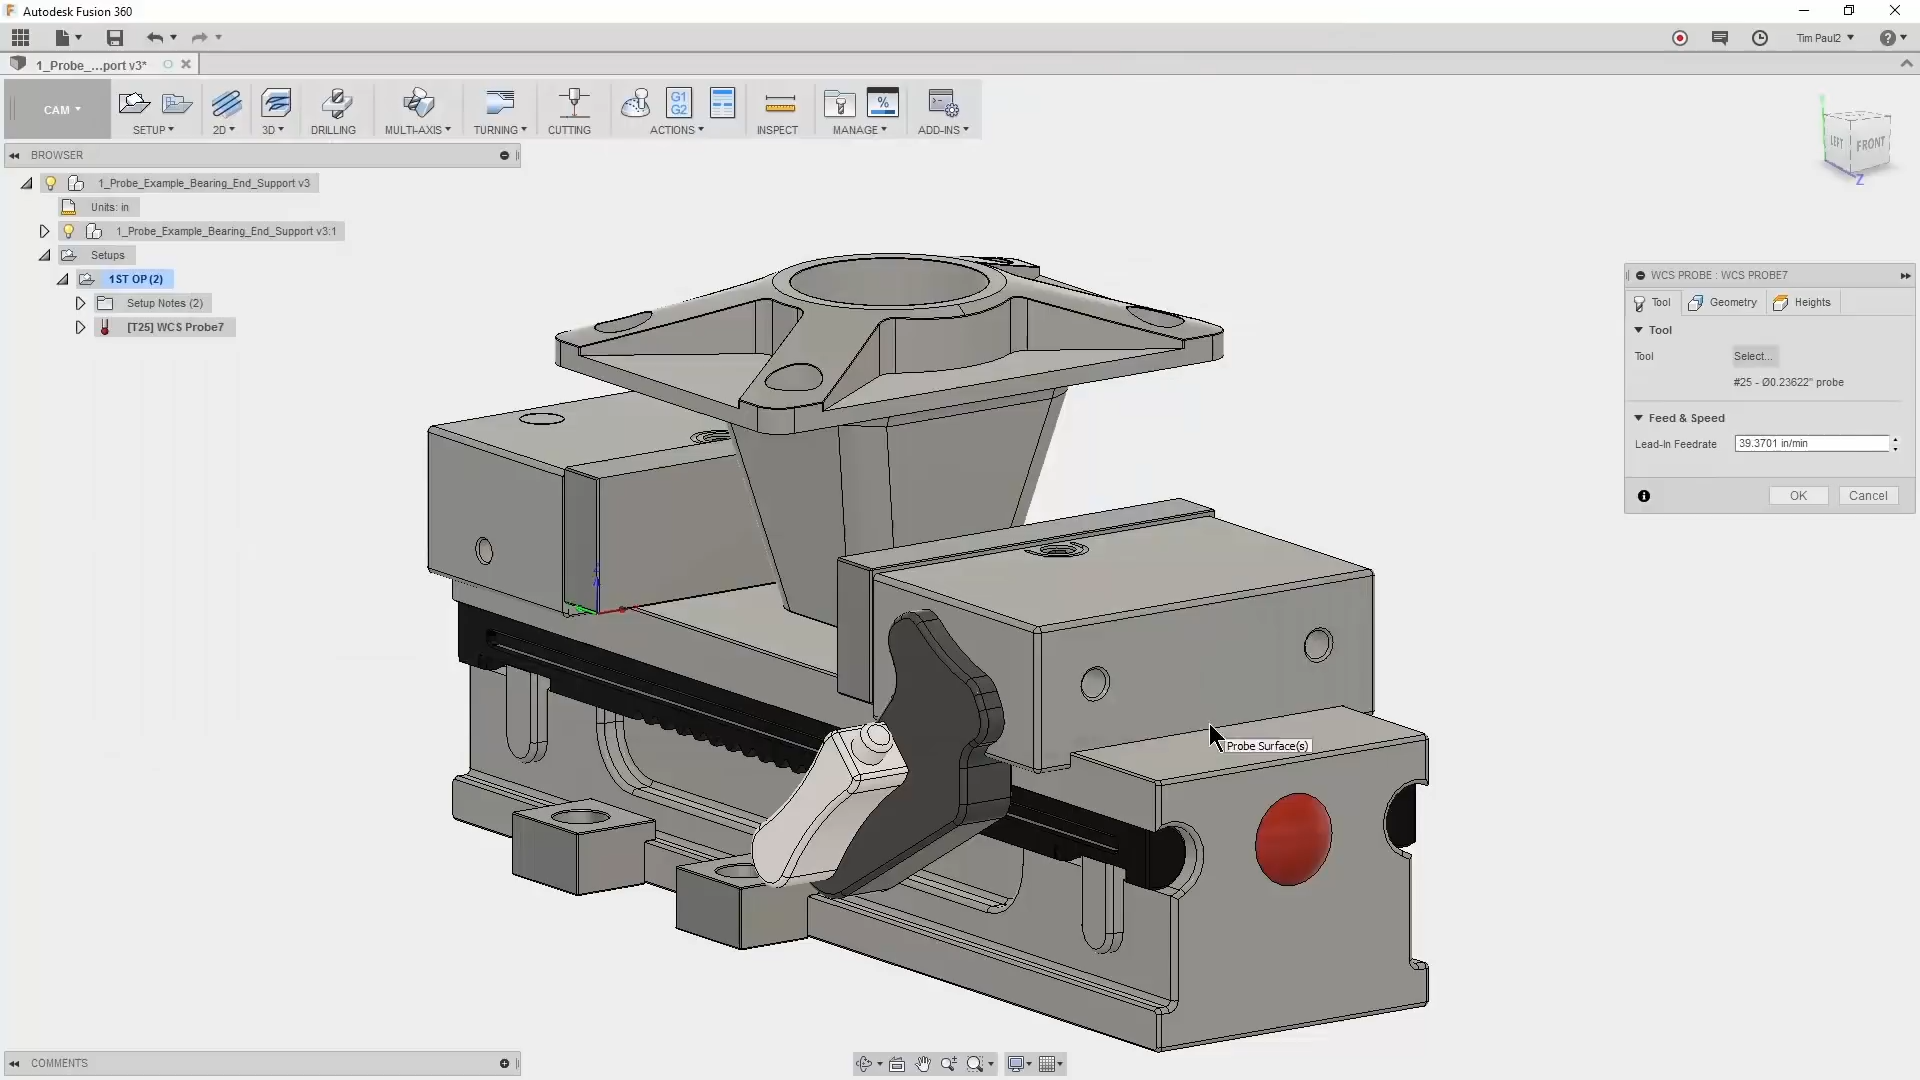 Autodesk Fusion 360
Tim Paul2
1_Probe_...port v3*
CAM
SETUP
2D
3D
DRILLING
MULTI-AXIS
TURNING
CUTTING
G1
G2
ACTIONS
INSPECT
%
MANAGE
ADD-INS
LEFT
FRONT
Z
BROWSER
1_Probe_Example_Bearing_End_Support v3
Units: in
1_Probe_Example_Bearing_End_Support v3:1
Setups
1ST OP (2)
Setup Notes (2)
[T25] WCS Probe7
WCS PROBE : WCS PROBE7
Tool
Geometry
Heights
Tool
Tool
Select...
#25 - Ø0.23622" probe
Feed & Speed
Lead-In Feedrate
39.3701 in/min
OK
Cancel
Probe Surface(s)
COMMENTS